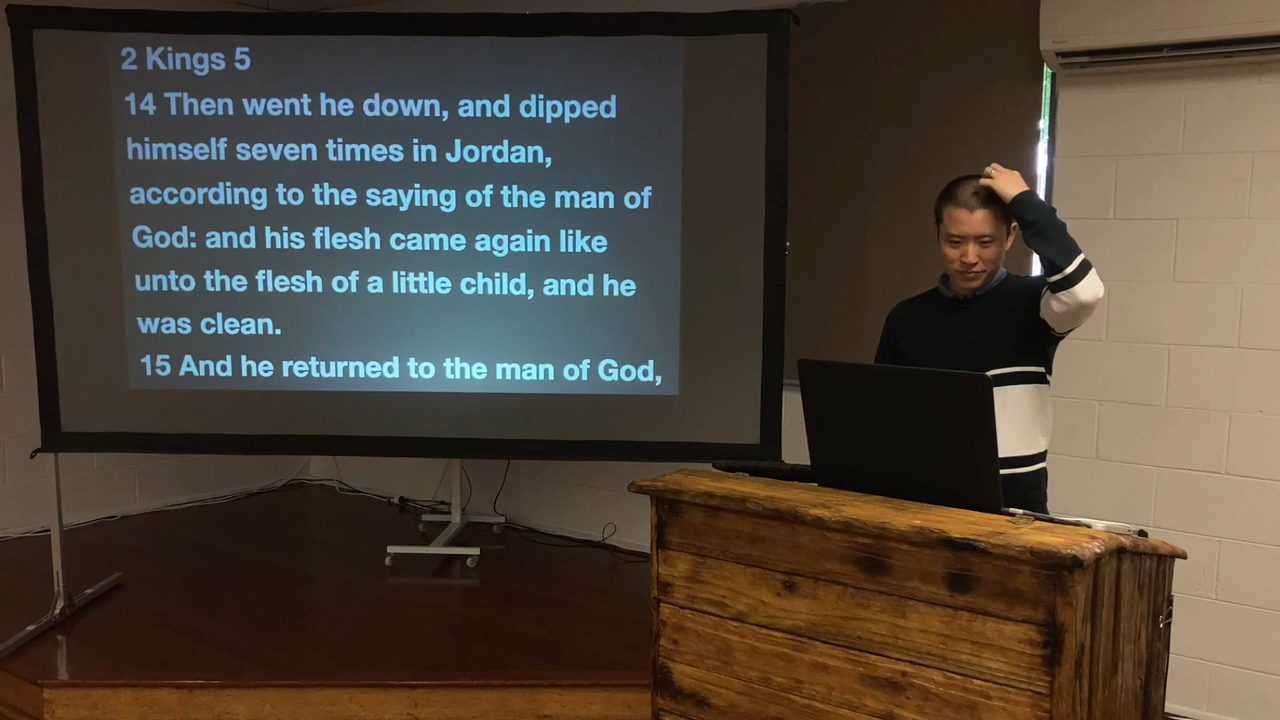 2 Kings 5
14 Then went he down, and dipped
himself seven times in Jordan,
according to the saying of the man of
God: and his flesh came again like
unto the flesh of a little child, and he
was clean.
15 And he returned to the man of God,